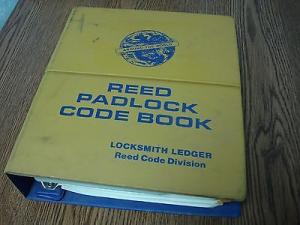 REED
PADLOCK
CODE BOOK
LOCKSMITH LEDGER
Reed Code Division